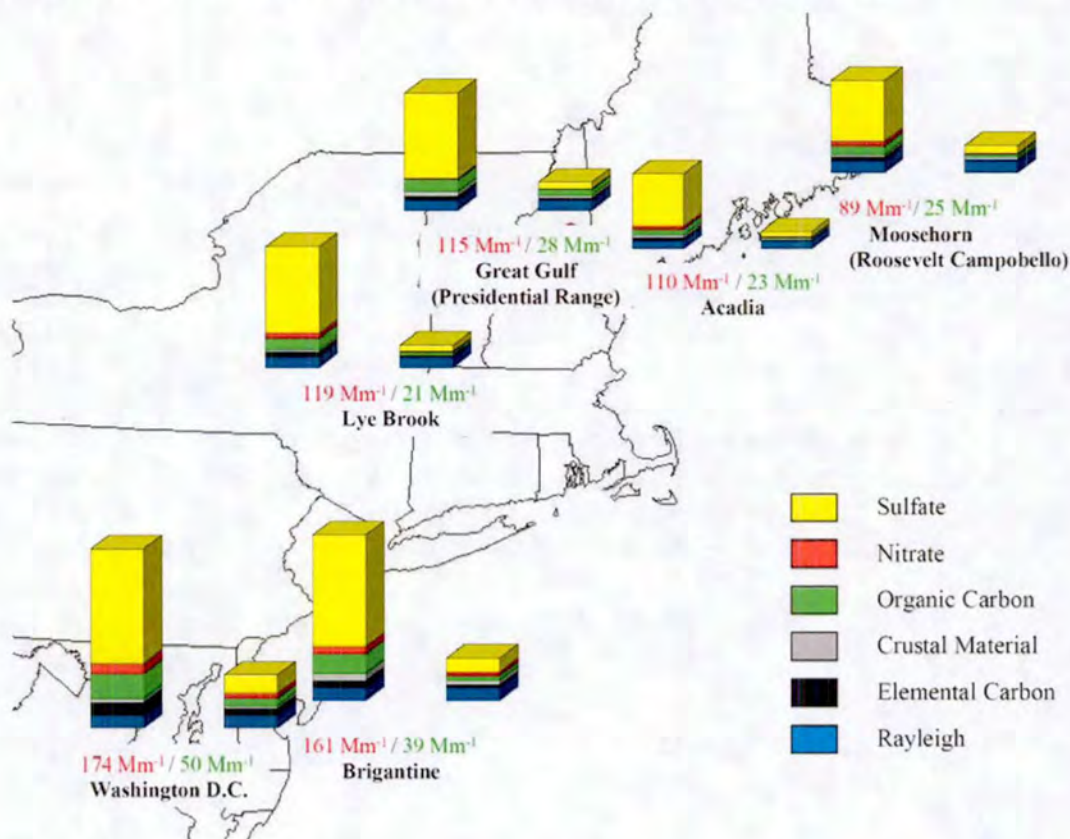 89 Mm⁻¹ / 25 Mm⁻¹
Moosehorn
(Roosevelt Campobello)
115 Mm⁻¹ / 28 Mm⁻¹
Great Gulf
(Presidential Range)
110 Mm⁻¹ / 23 Mm⁻¹
Acadia
119 Mm⁻¹ / 21 Mm⁻¹
Lye Brook
174 Mm⁻¹ / 50 Mm⁻¹
Washington D.C.
161 Mm⁻¹ / 39 Mm⁻¹
Brigantine
Sulfate
Nitrate
Organic Carbon
Crustal Material
Elemental Carbon
Rayleigh